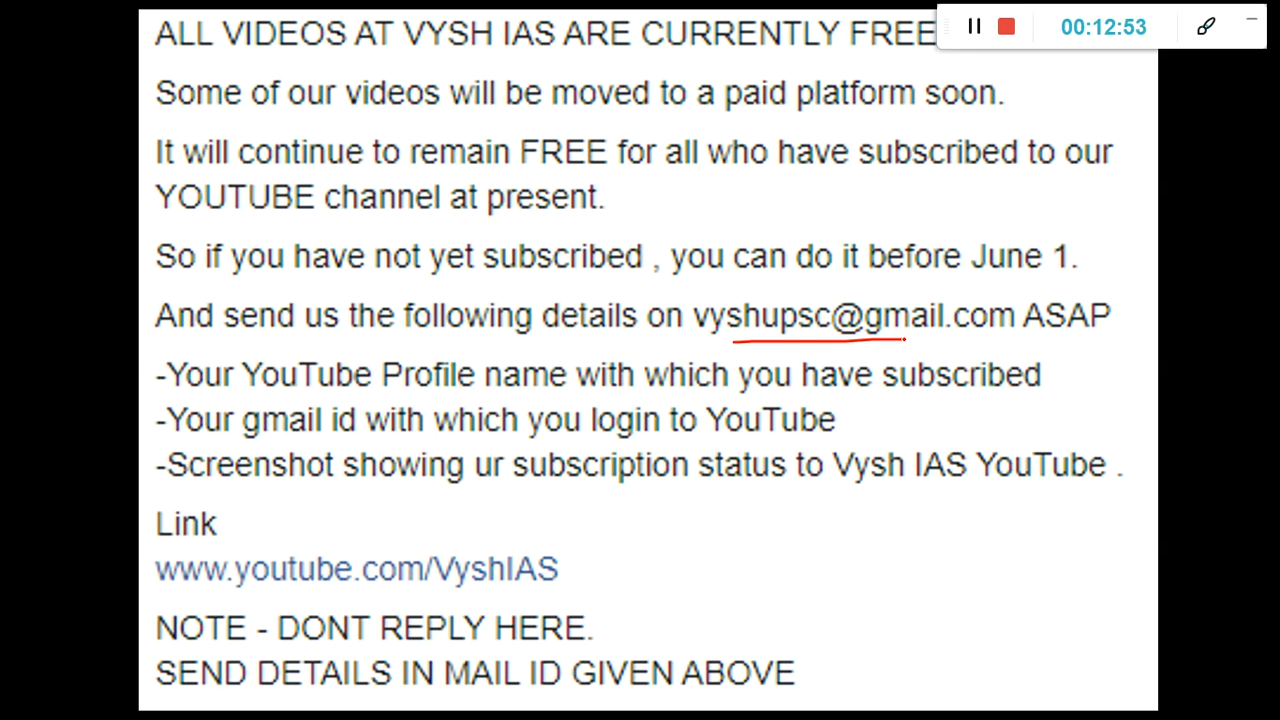 ALL VIDEOS AT VYSH IAS ARE CURRENTLY FREE
00:12:53
Some of our videos will be moved to a paid platform soon.
It will continue to remain FREE for all who have subscribed to our
YOUTUBE channel at present.
So if you have not yet subscribed , you can do it before June 1.
And send us the following details on vyshupsc@gmail.com ASAP
-Your YouTube Profile name with which you have subscribed
-Your gmail id with which you login to YouTube
-Screenshot showing ur subscription status to Vysh IAS YouTube .
Link
www.youtube.com/VyshIAS
NOTE - DONT REPLY HERE.
SEND DETAILS IN MAIL ID GIVEN ABOVE